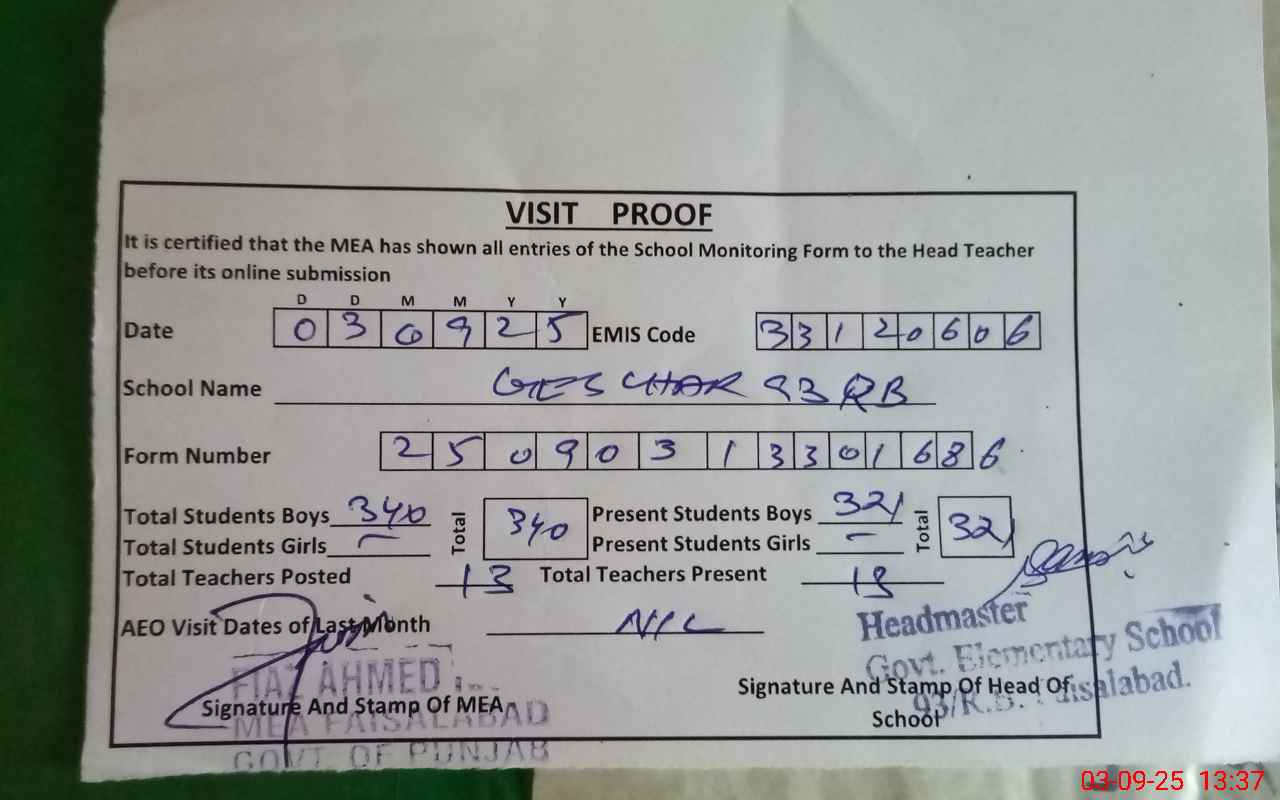 VISIT PROOF
It is certified that the MEA has shown all entries of the School Monitoring Form to the Head Teacher
before its online submission
D D M M Y Y
Date 0 3 0 9 2 5 EMIS Code 3 3 1 2 0 6 0 6
School Name GES CHAR 93 RB
Form Number 2 5 0 9 0 3 1 3 3 0 1 6 8 6
Total Students Boys 340 Total 340 Present Students Boys 321 Total 321
Total Students Girls — Present Students Girls —
Total Teachers Posted 13 Total Teachers Present 13
AEO Visit Dates of Last Month NIL
Headmaster
Govt. Elementary School
93/R.B. Faisalabad.
FIAZ AHMED
MEA FAISALABAD
GOVT. OF PUNJAB
Signature And Stamp Of MEA
Signature And Stamp Of Head Of
School
03-09-25 13:37